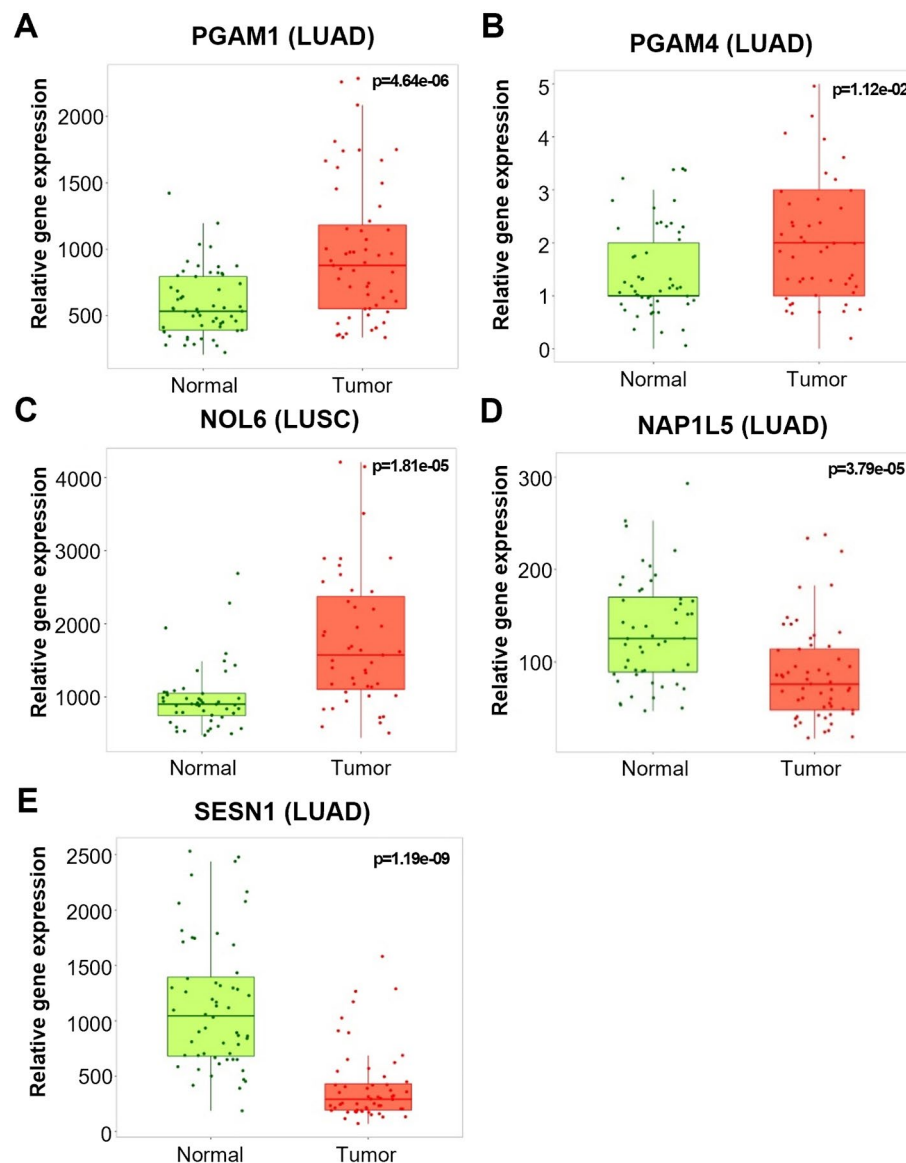 A
PGAM1 (LUAD)
p=4.64e-06
Relative gene expression
2000
1500
1000
500
Normal
Tumor
B
PGAM4 (LUAD)
p=1.12e-02
Relative gene expression
5
4
3
2
1
0
Normal
Tumor
C
NOL6 (LUSC)
p=1.81e-05
Relative gene expression
4000
3000
2000
1000
Normal
Tumor
D
NAP1L5 (LUAD)
p=3.79e-05
Relative gene expression
300
200
100
Normal
Tumor
E
SESN1 (LUAD)
p=1.19e-09
Relative gene expression
2500
2000
1500
1000
500
0
Normal
Tumor